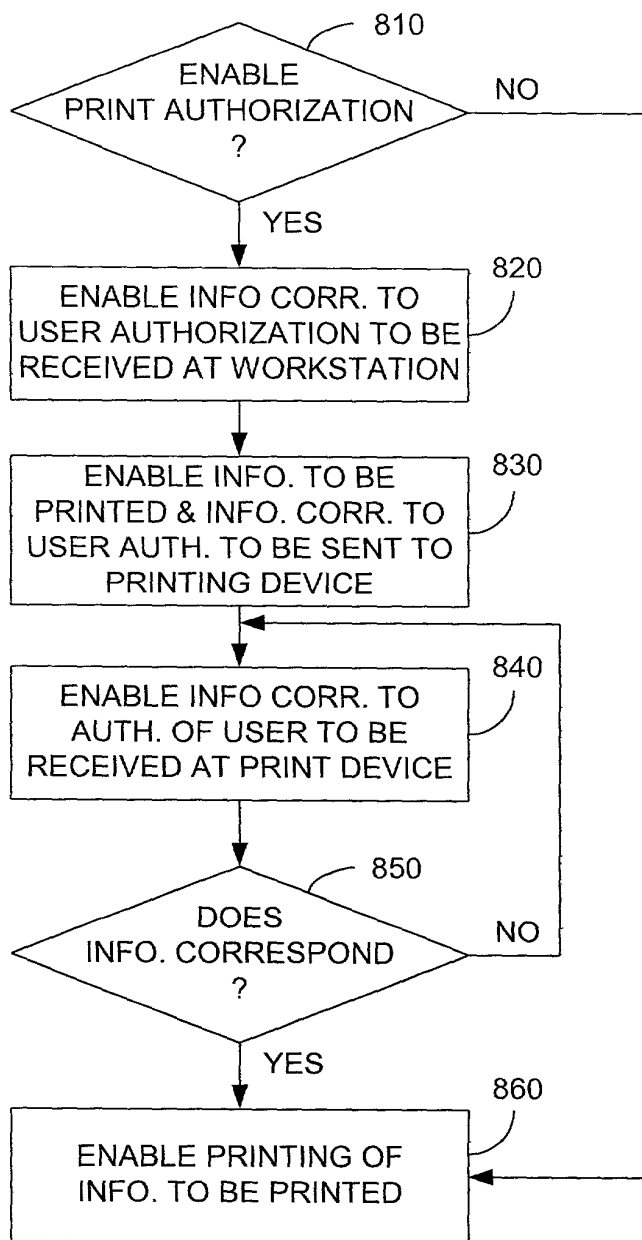 810
ENABLE
PRINT AUTHORIZATION
?
NO
YES
820
ENABLE INFO CORR. TO
USER AUTHORIZATION TO BE
RECEIVED AT WORKSTATION
830
ENABLE INFO. TO BE
PRINTED & INFO. CORR. TO
USER AUTH. TO BE SENT TO
PRINTING DEVICE
840
ENABLE INFO CORR. TO
AUTH. OF USER TO BE
RECEIVED AT PRINT DEVICE
850
DOES
INFO. CORRESPOND
?
NO
YES
860
ENABLE PRINTING OF
INFO. TO BE PRINTED